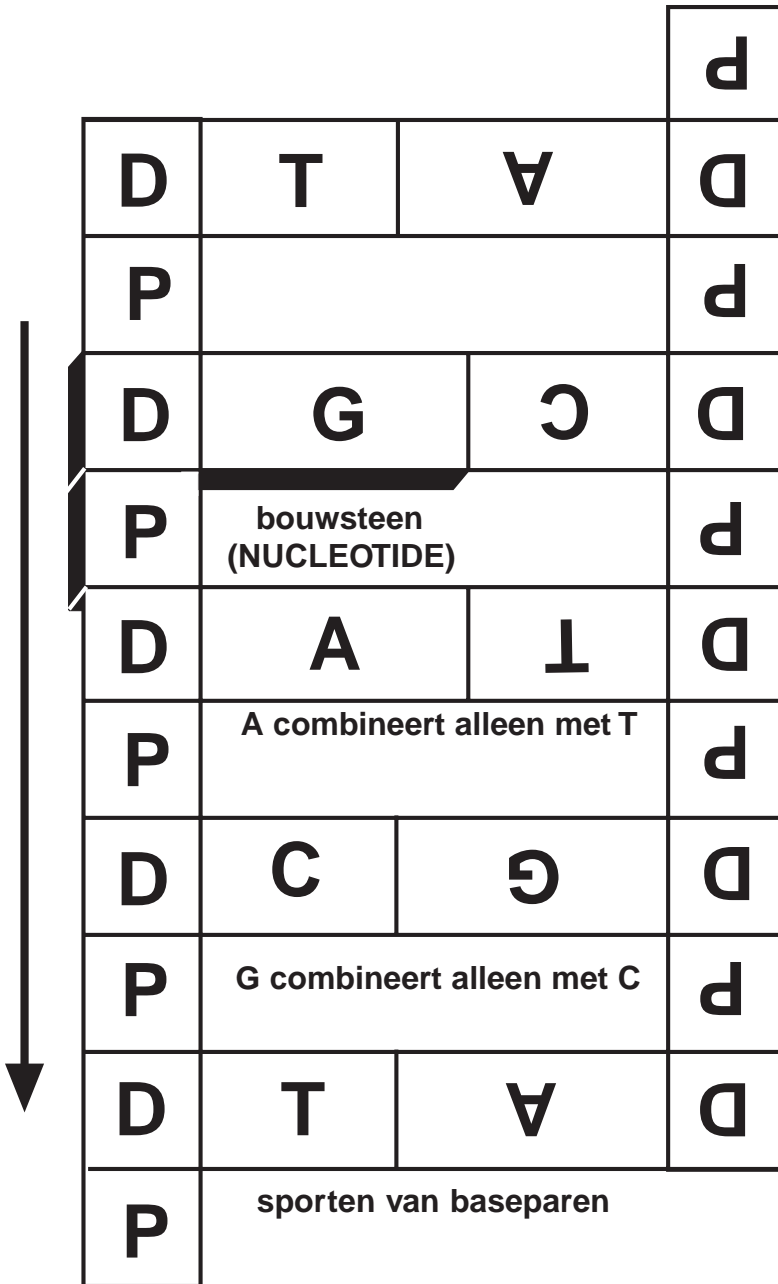 P
D T A D
P P
D G C D
P bouwsteen P
(NUCLEOTIDE)
D A T D
P A combineert alleen met T P
D C G D
P G combineert alleen met C P
D T A D
P sporten van baseparen